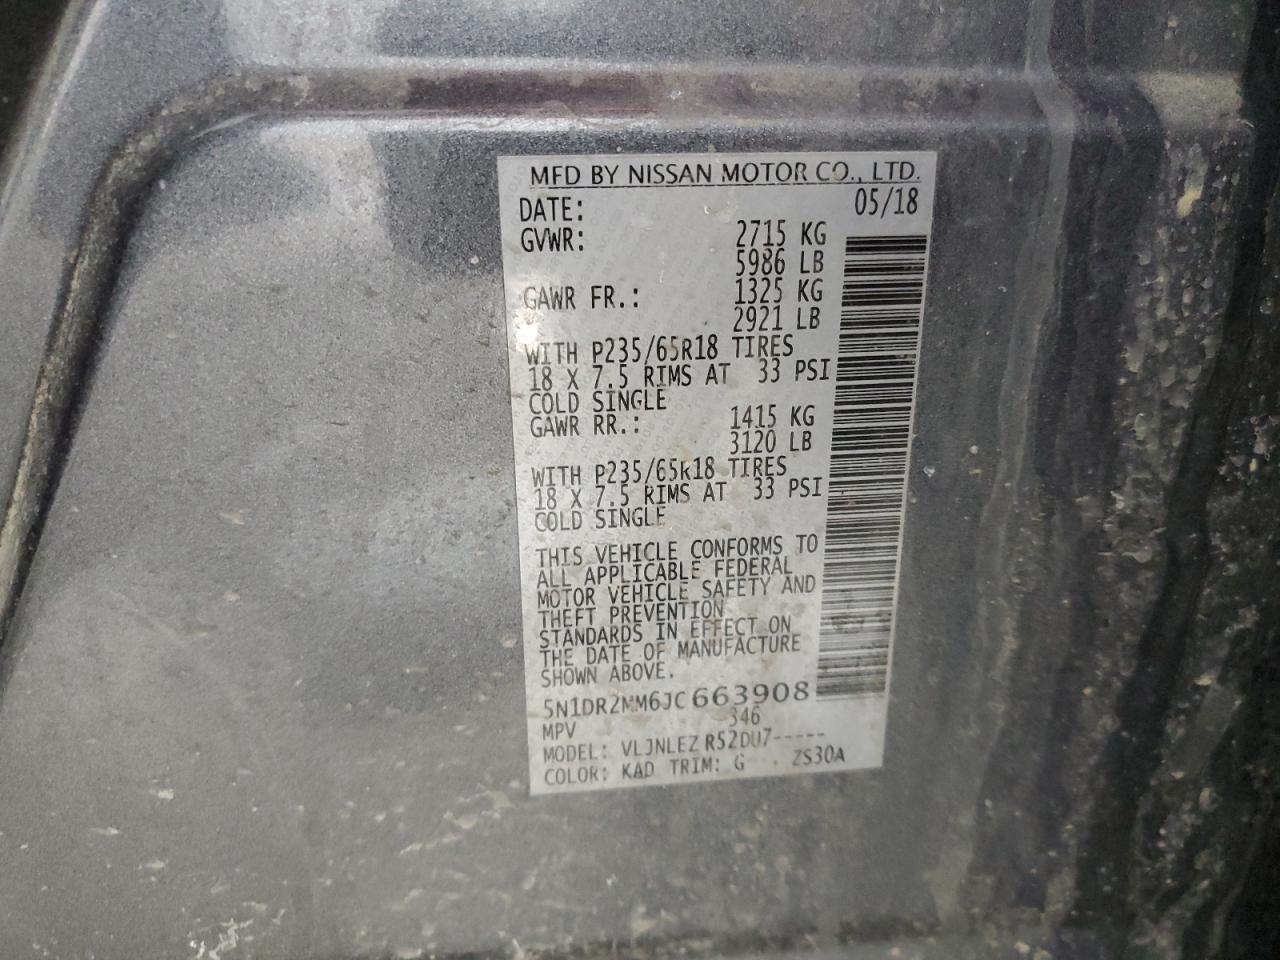 MFD BY NISSAN MOTOR CO., LTD.
DATE: 05/18
GVWR: 2715 KG
5986 LB
GAWR FR.: 1325 KG
2921 LB
WITH P235/65R18 TIRES
18 X 7.5 RIMS AT 33 PSI
COLD SINGLE
GAWR RR.: 1415 KG
3120 LB
WITH P235/65R18 TIRES
18 X 7.5 RIMS AT 33 PSI
COLD SINGLE
THIS VEHICLE CONFORMS TO
ALL APPLICABLE FEDERAL
MOTOR VEHICLE SAFETY AND
THEFT PREVENTION
STANDARDS IN EFFECT ON
THE DATE OF MANUFACTURE
SHOWN ABOVE.
5N1DR2MM6JC663908
MPV 346
MODEL: VLJNLEZ R52DU7-----
COLOR: KAD TRIM: G ZS30A